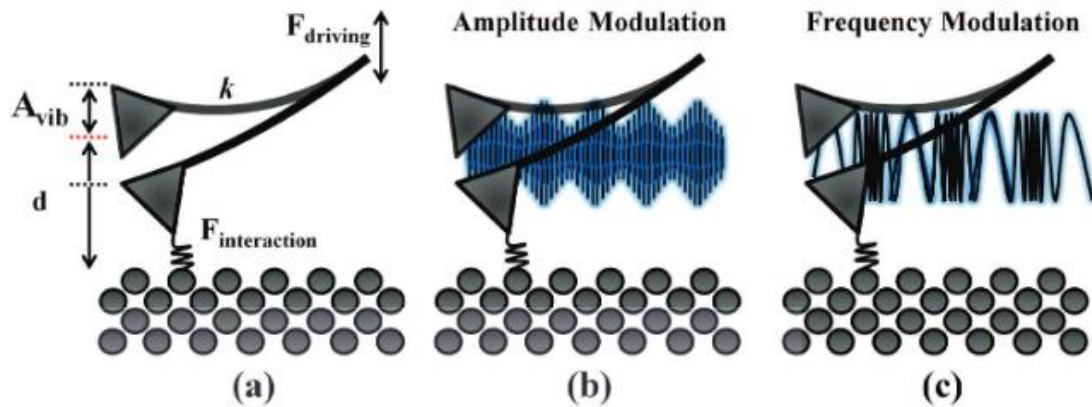 F_driving
Amplitude Modulation
Frequency Modulation
k
A_vib
d
F_interaction
(a)
(b)
(c)